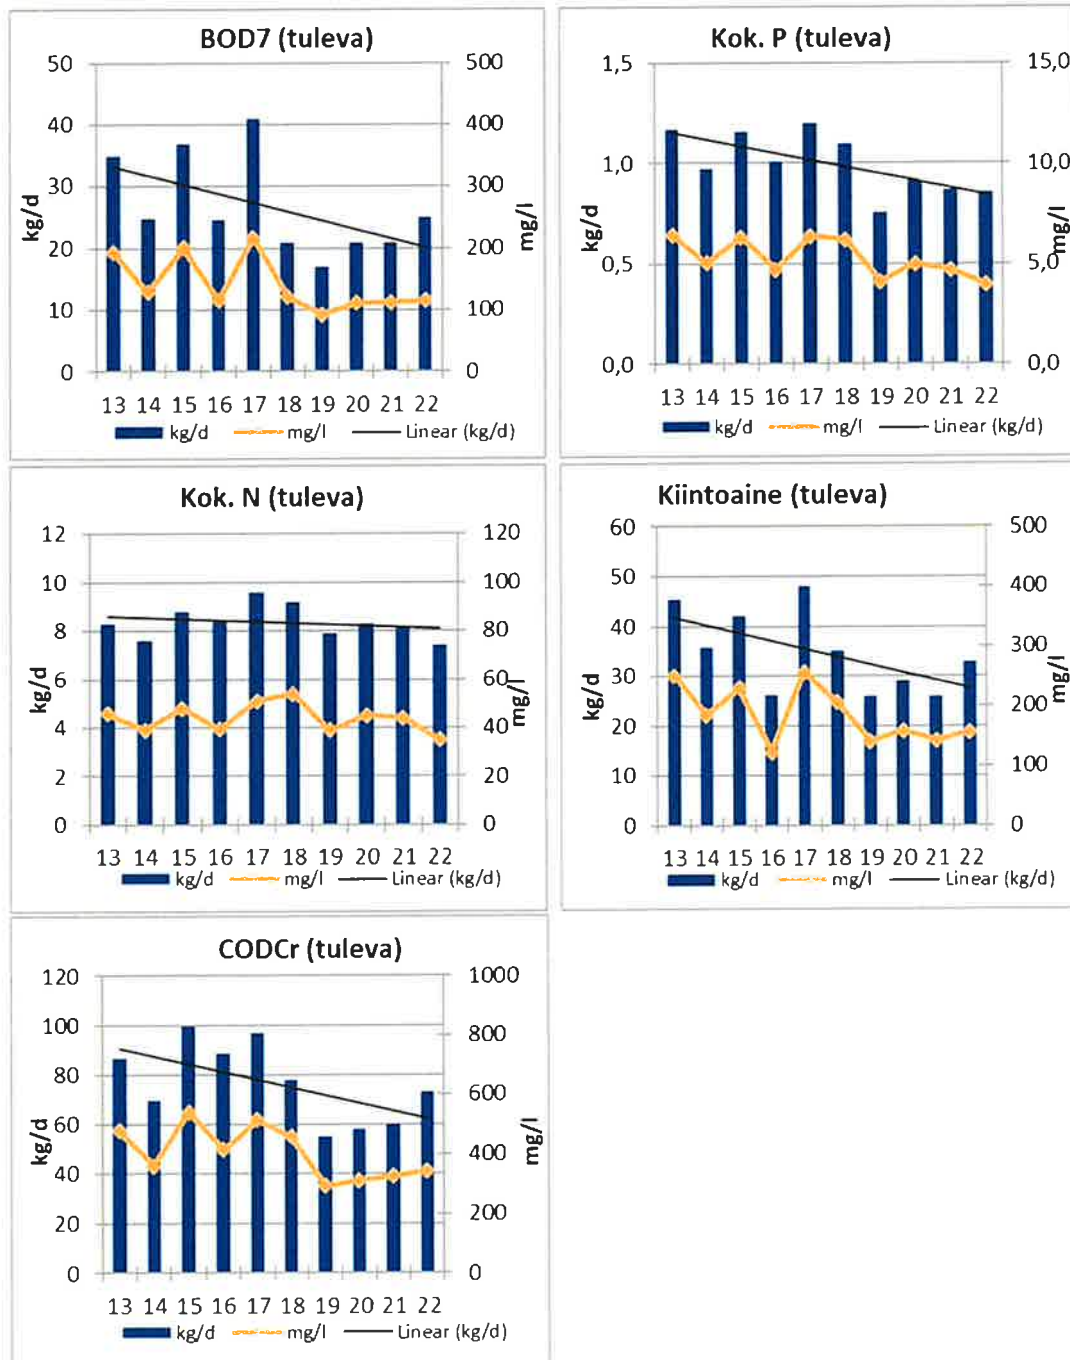 BOD7 (tuleva)
50
40
30
20
10
0
kg/d
500
400
300
200
100
0
mg/l
13 14 15 16 17 18 19 20 21 22
kg/d mg/l Linear (kg/d)
Kok. P (tuleva)
1,5
1,0
0,5
0,0
kg/d
15,0
10,0
5,0
0,0
mg/l
13 14 15 16 17 18 19 20 21 22
kg/d mg/l Linear (kg/d)
Kok. N (tuleva)
12
10
8
6
4
2
0
kg/d
120
100
80
60
40
20
0
mg/l
13 14 15 16 17 18 19 20 21 22
kg/d mg/l Linear (kg/d)
Kiintoaine (tuleva)
60
50
40
30
20
10
0
kg/d
500
400
300
200
100
0
mg/l
13 14 15 16 17 18 19 20 21 22
kg/d mg/l Linear (kg/d)
CODCr (tuleva)
120
100
80
60
40
20
0
kg/d
1000
800
600
400
200
0
mg/l
13 14 15 16 17 18 19 20 21 22
kg/d mg/l Linear (kg/d)